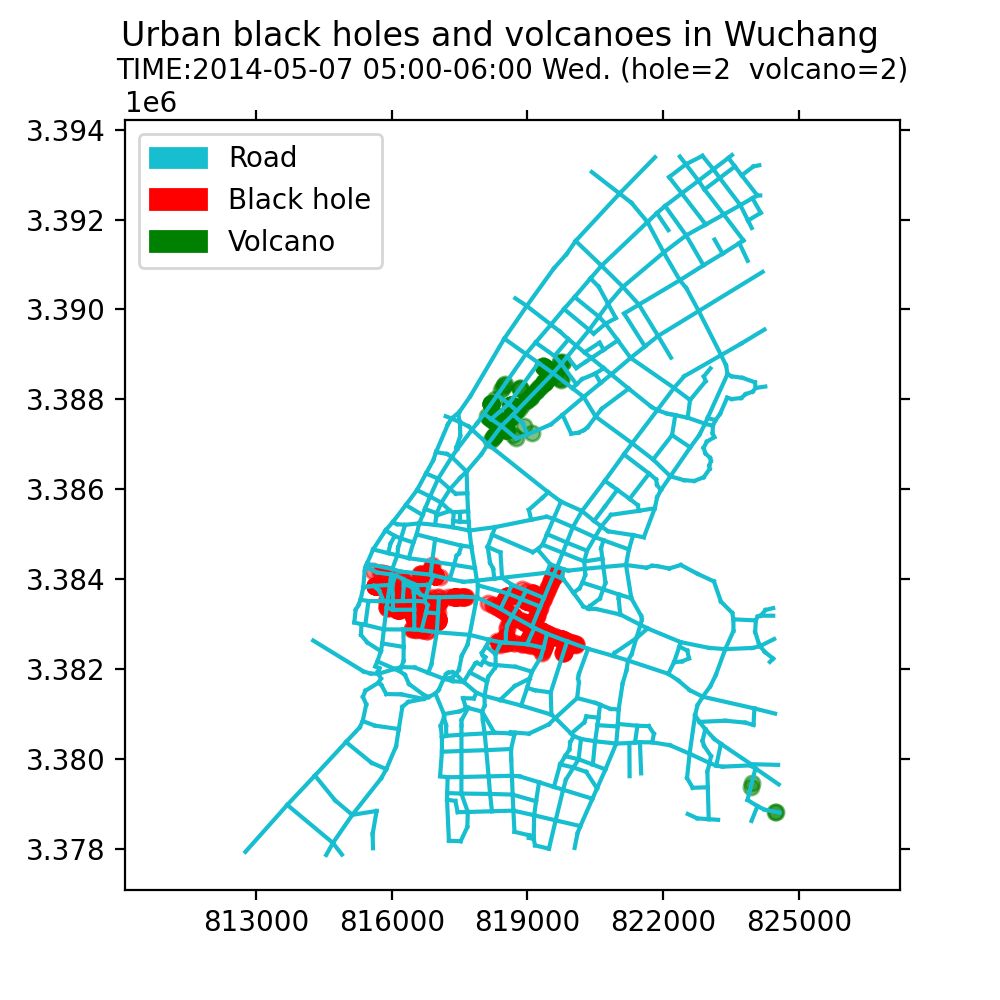 Urban black holes and volcanoes in Wuchang
TIME:2014-05-07 05:00-06:00 Wed. (hole=2  volcano=2)
1e6
3.394
3.392
3.390
3.388
3.386
3.384
3.382
3.380
3.378
Road
Black hole
Volcano
813000
816000
819000
822000
825000